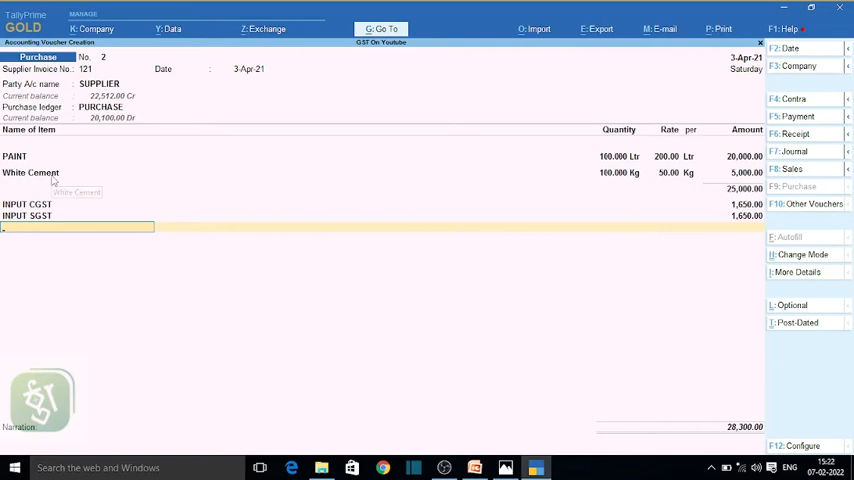 TallyPrime MANAGE
GOLD K: Company Y: Data Z: Exchange G: Go To O: Import E: Export M: E-mail P: Print F1: Help
Accounting Voucher Creation GST On Youtube x
Purchase No. 2 3-Apr-21
Supplier Invoice No.: 121 Date : 3-Apr-21 Saturday
Party A/c name : SUPPLIER
Current balance : 22,512.00 Cr
Purchase ledger : PURCHASE
Current balance : 20,100.00 Dr
Name of Item Quantity Rate per Amount
PAINT 100.000 Ltr 200.00 Ltr 20,000.00
White Cement 100.000 Kg 50.00 Kg 5,000.00
White Cement
25,000.00
INPUT CGST 1,650.00
INPUT SGST 1,650.00
Narration: 28,300.00
F2: Date
F3: Company
F4: Contra
F5: Payment
F6: Receipt
F7: Journal
F8: Sales
F9: Purchase
F10: Other Vouchers
F: Autofill
H: Change Mode
I: More Details
L: Optional
T: Post-Dated
F12: Configure
Search the web and Windows ENG 15:22
07-02-2022